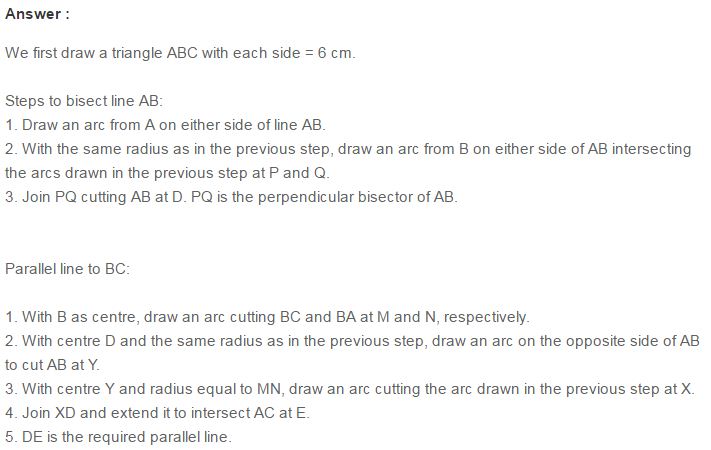 Answer :
We first draw a triangle ABC with each side = 6 cm.
Steps to bisect line AB:
1. Draw an arc from A on either side of line AB.
2. With the same radius as in the previous step, draw an arc from B on either side of AB intersecting
the arcs drawn in the previous step at P and Q.
3. Join PQ cutting AB at D. PQ is the perpendicular bisector of AB.
Parallel line to BC:
1. With B as centre, draw an arc cutting BC and BA at M and N, respectively.
2. With centre D and the same radius as in the previous step, draw an arc on the opposite side of AB
to cut AB at Y.
3. With centre Y and radius equal to MN, draw an arc cutting the arc drawn in the previous step at X.
4. Join XD and extend it to intersect AC at E.
5. DE is the required parallel line.